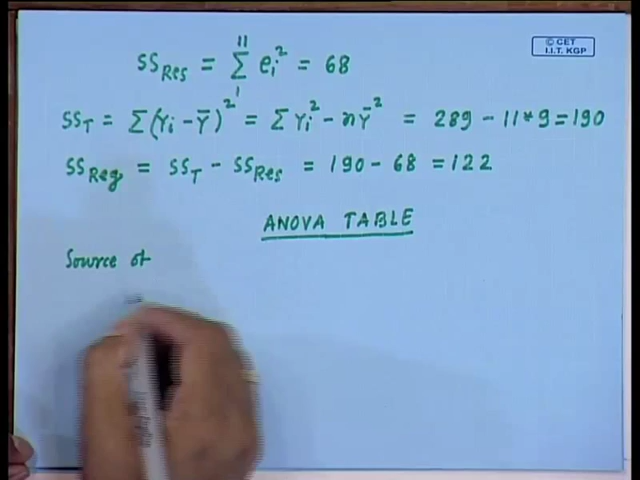 © CET
I.I.T. KGP
SS_Res = Σ_1^11 e_i^2 = 68
SS_T = Σ(Y_i - Ȳ)^2 = ΣY_i^2 - nȲ^2 = 289 - 11*9 = 190
SS_Reg = SS_T - SS_Res = 190 - 68 = 122
ANOVA TABLE
Source of